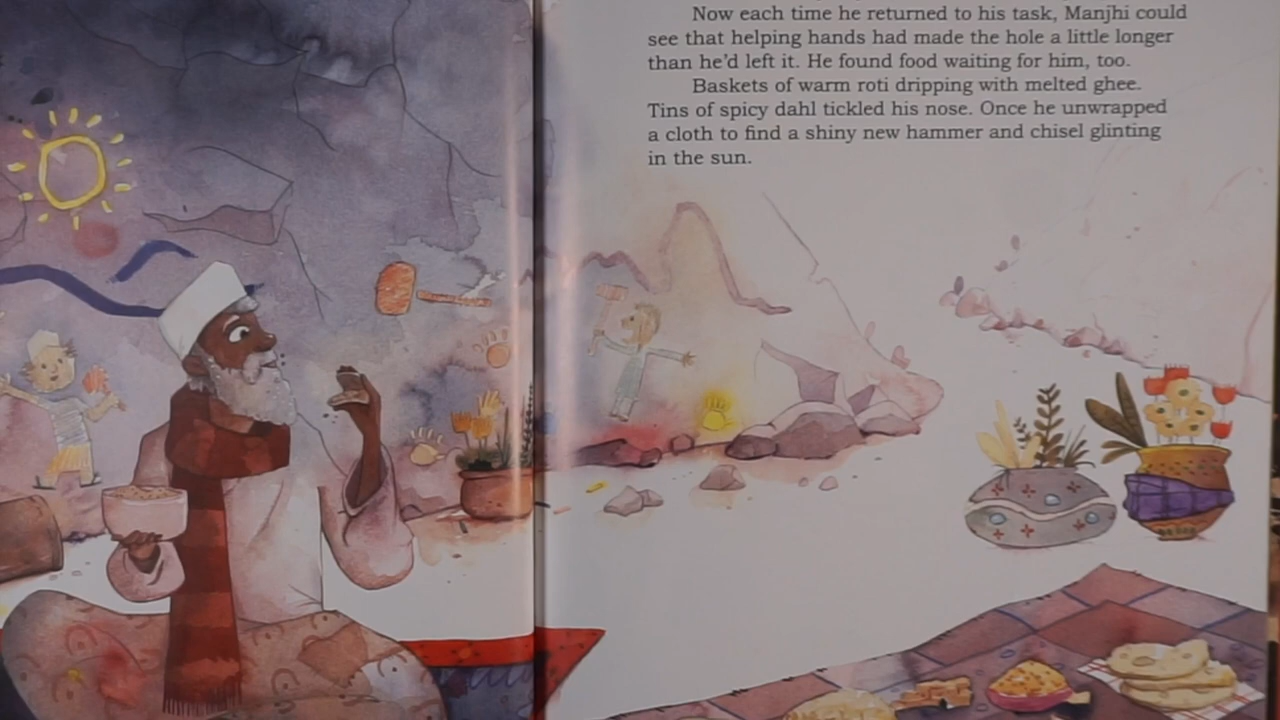 Now each time he returned to his task, Manjhi could
see that helping hands had made the hole a little longer
than he'd left it. He found food waiting for him, too.
Baskets of warm roti dripping with melted ghee.
Tins of spicy dahl tickled his nose. Once he unwrapped
a cloth to find a shiny new hammer and chisel glinting
in the sun.